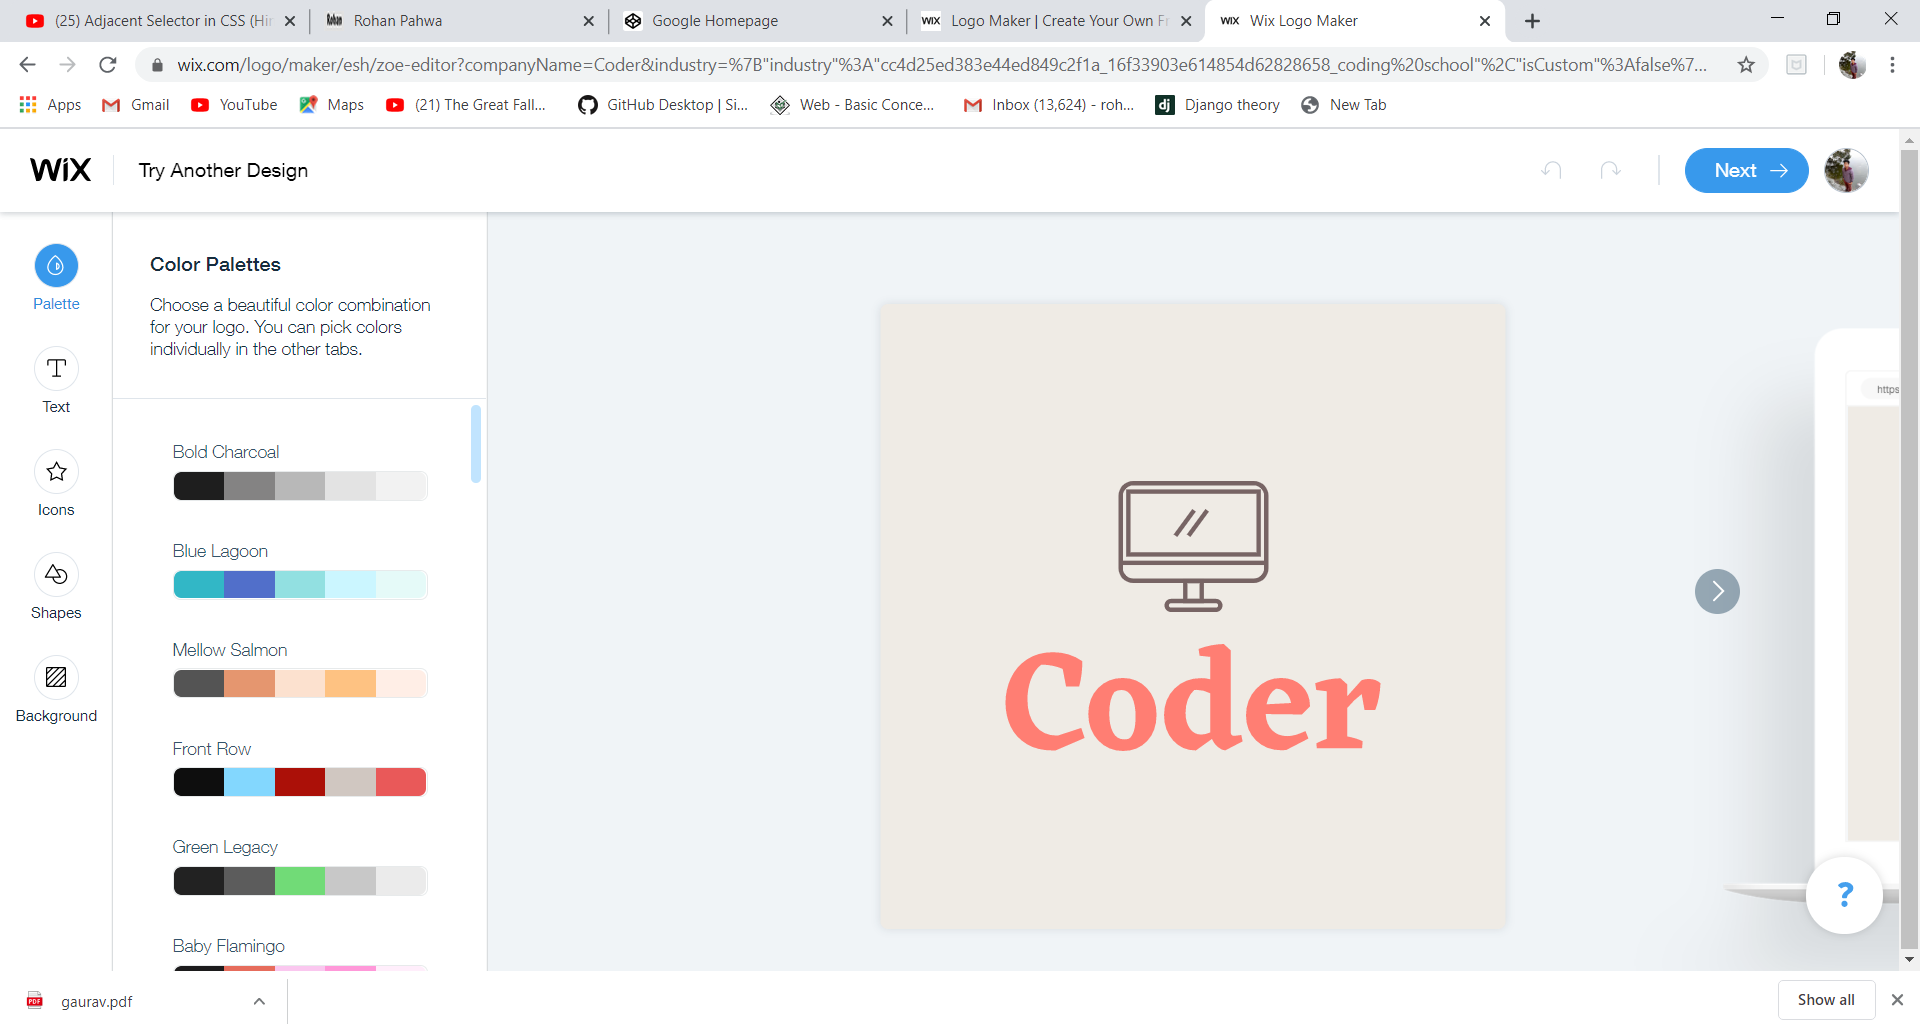 (25) Adjacent Selector in CSS (Hin
Rohan Pahwa
Google Homepage
WIX Logo Maker | Create Your Own Fr
WIX Wix Logo Maker
wix.com/logo/maker/esh/zoe-editor?companyName=Coder&industry=%7B"industry"%3A"cc4d25ed383e44ed849c2f1a_16f33903e614854d62828658_coding%20school"%2C"isCustom"%3Afalse%7...
Apps
Gmail
YouTube
Maps
(21) The Great Fall...
GitHub Desktop | Si...
Web - Basic Conce...
Inbox (13,624) - roh...
dj Django theory
New Tab
WiX
Try Another Design
Next
Palette
Text
Icons
Shapes
Background
Color Palettes
Choose a beautiful color combination
for your logo. You can pick colors
individually in the other tabs.
Bold Charcoal
Blue Lagoon
Mellow Salmon
Front Row
Green Legacy
Baby Flamingo
Coder
https
?
PDF gaurav.pdf
Show all